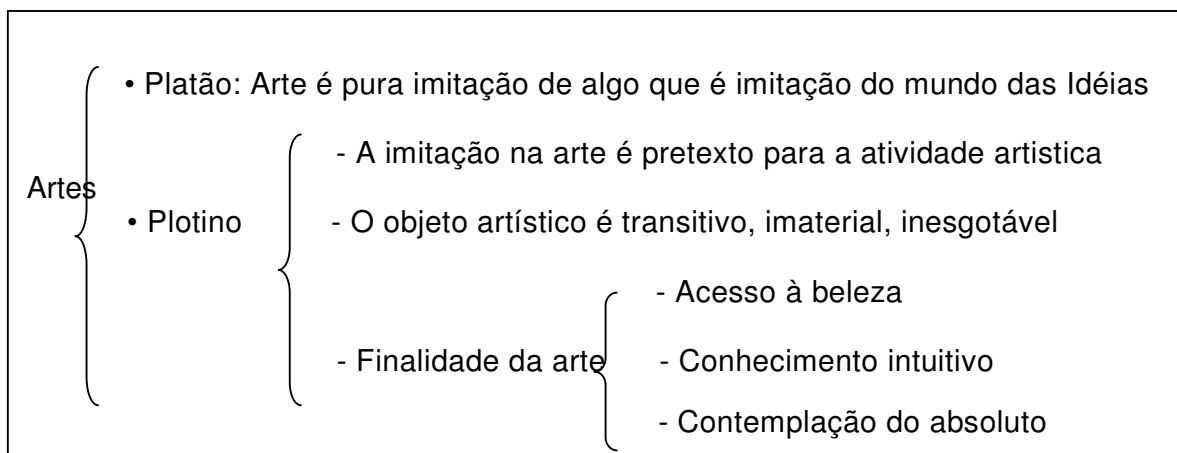 • Platão: Arte é pura imitação de algo que é imitação do mundo das Idéias
- A imitação na arte é pretexto para a atividade artistica
Artes
• Plotino
- O objeto artístico é transitivo, imaterial, inesgotável
- Acesso à beleza
- Finalidade da arte
- Conhecimento intuitivo
- Contemplação do absoluto